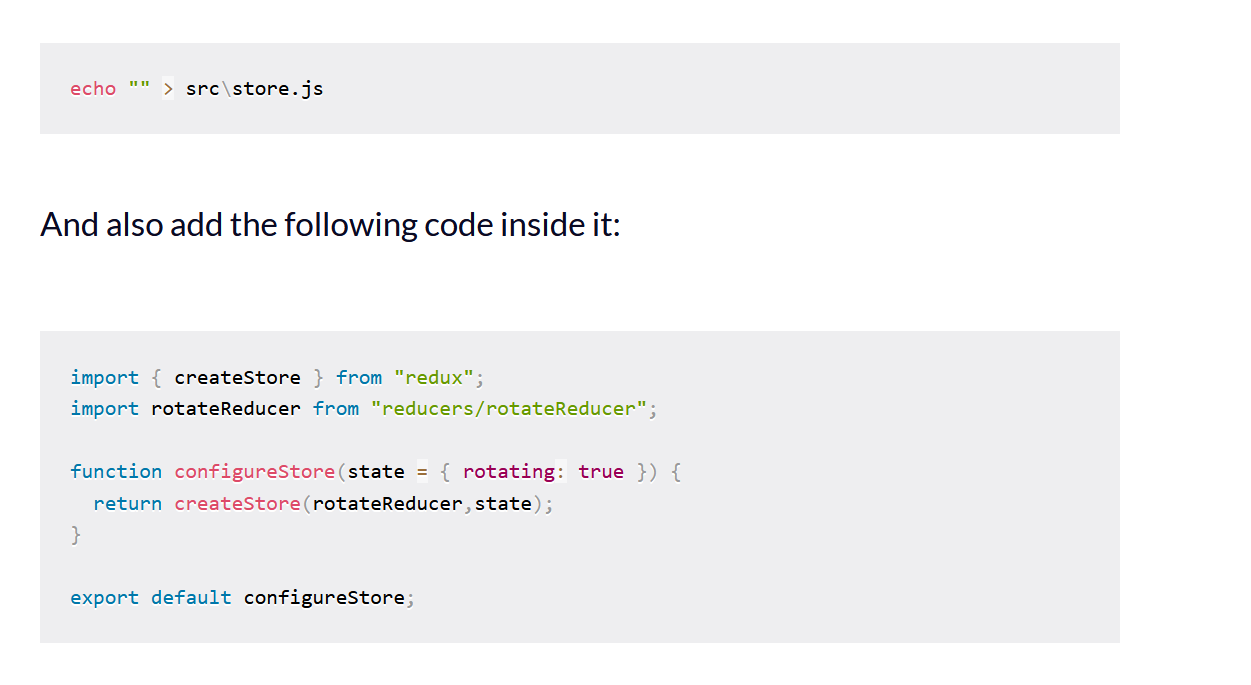 echo "" > src\store.js
And also add the following code inside it:
import { createStore } from "redux";
import rotateReducer from "reducers/rotateReducer";
function configureStore(state = { rotating: true }) {
  return createStore(rotateReducer,state);
}
export default configureStore;